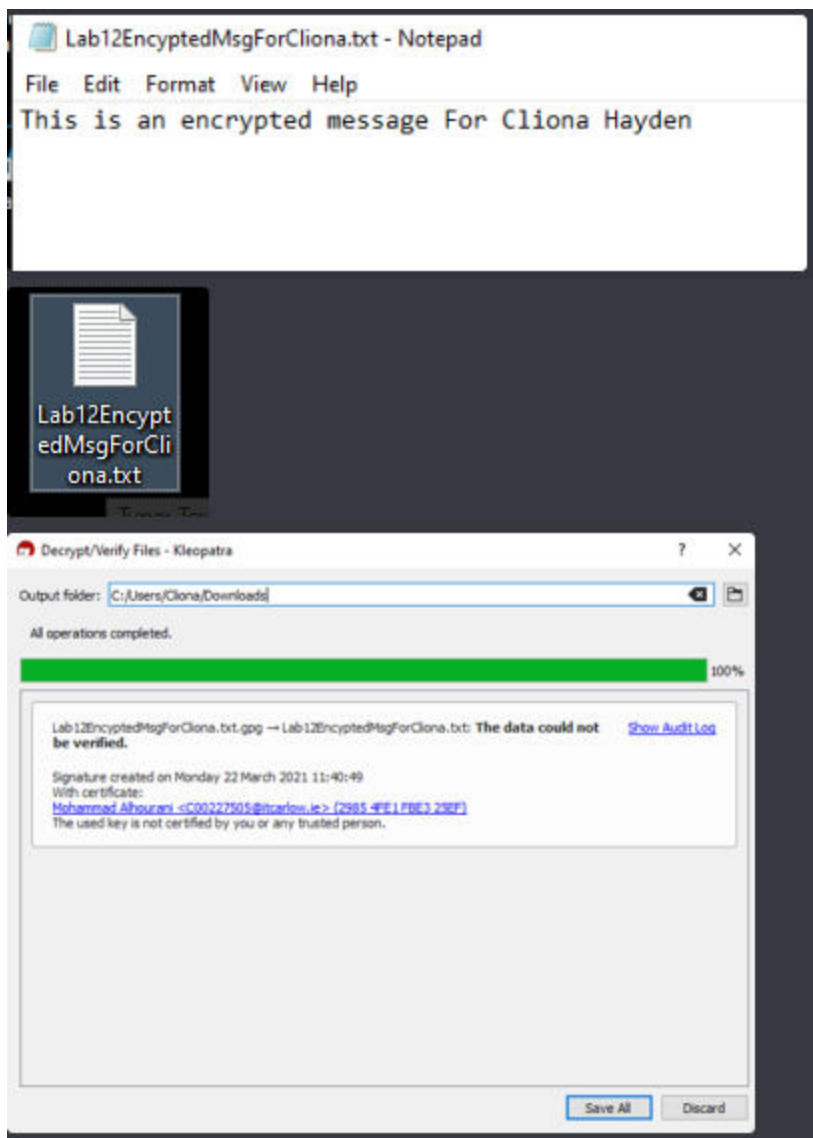 Lab12EncyptedMsgForCliona.txt - Notepad
File Edit Format View Help
This is an encrypted message For Cliona Hayden
Lab12Encypt
edMsgForCli
ona.txt
Decrypt/Verify Files - Kleopatra
Output folder: C:/Users/Cliona/Downloads
All operations completed.
100%
Lab12EncyptedMsgForCliona.txt.gpg → Lab12EncyptedMsgForCliona.txt: The data could not Show Audit Log
be verified.
Signature created on Monday 22 March 2021 11:40:49
With certificate:
Mohammad Alhourani <C00227505@itcarlow.ie> (2985 4FE1 FBE3 25EF)
The used key is not certified by you or any trusted person.
Save All Discard